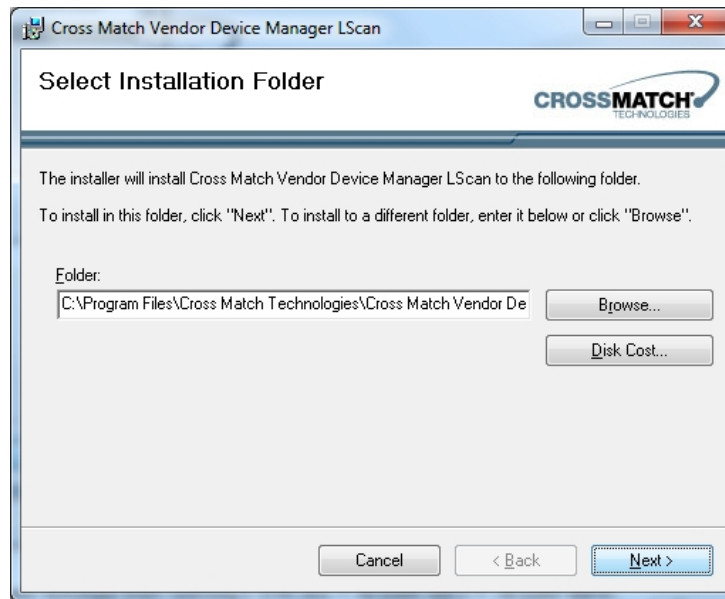 Cross Match Vendor Device Manager LScan
Select Installation Folder
CROSSMATCH
TECHNOLOGIES
The installer will install Cross Match Vendor Device Manager LScan to the following folder.
To install in this folder, click "Next". To install to a different folder, enter it below or click "Browse".
Folder:
C:\Program Files\Cross Match Technologies\Cross Match Vendor De
Browse...
Disk Cost...
Cancel
< Back
Next >